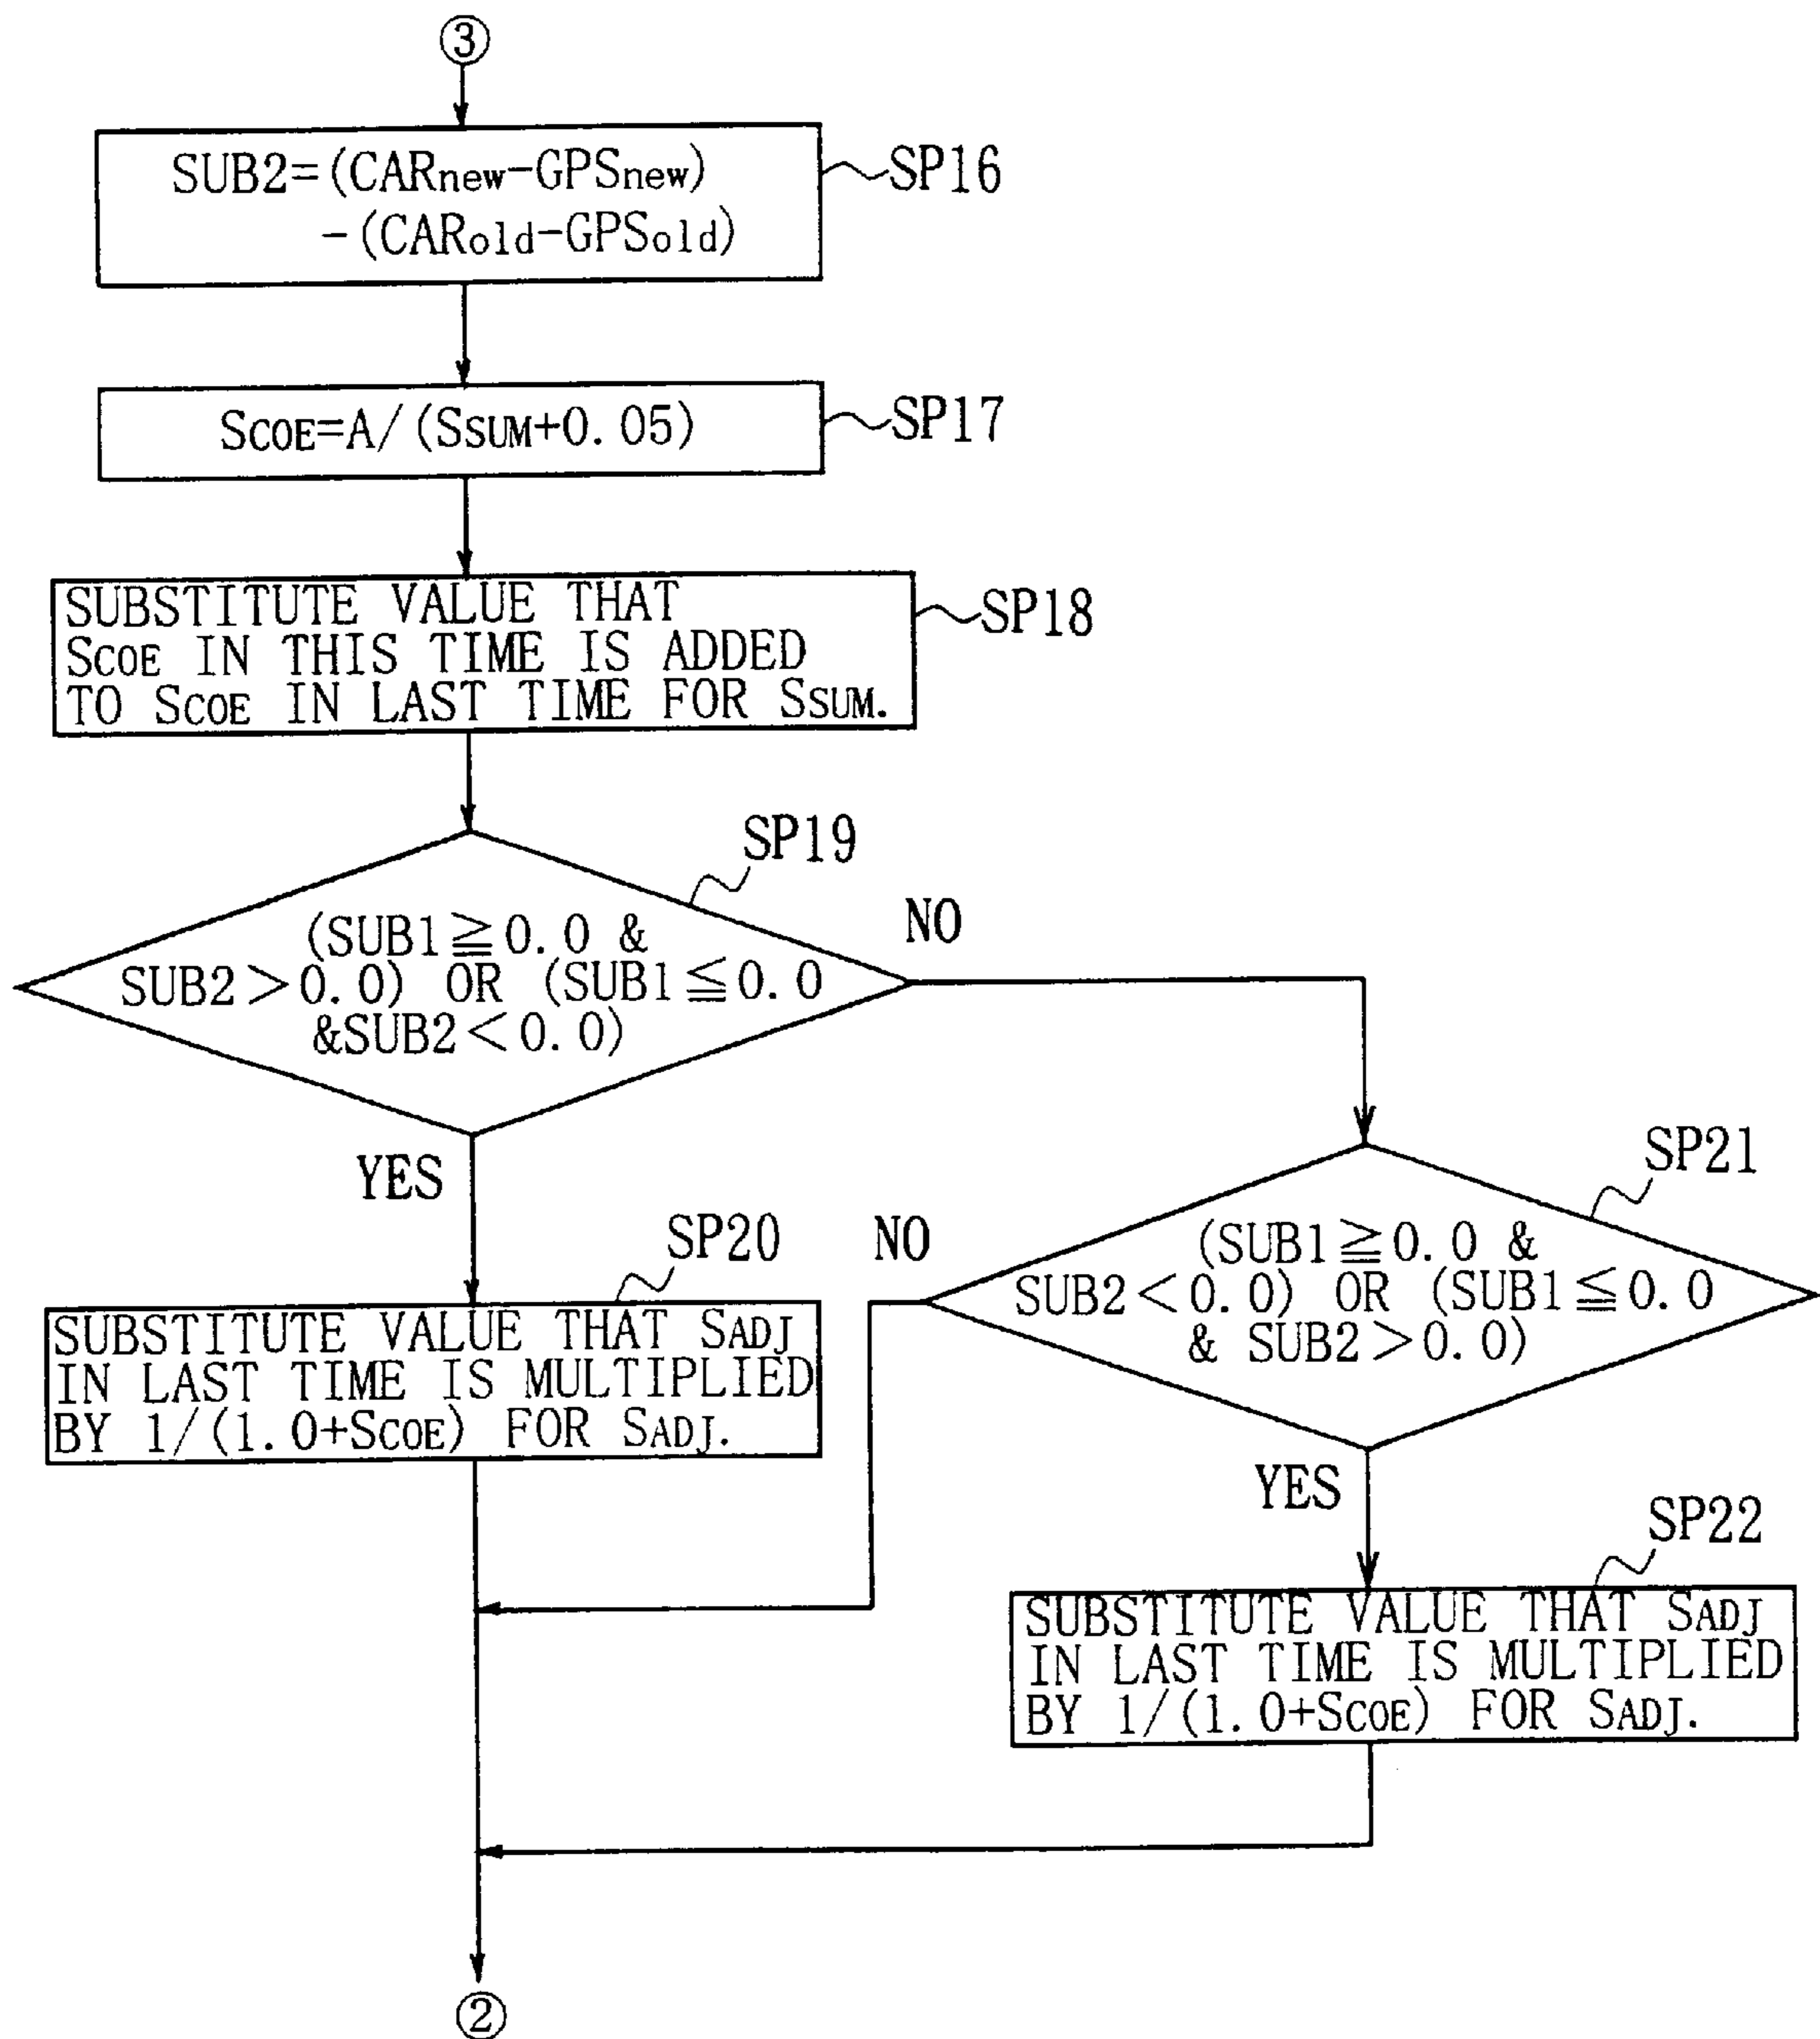 ③
SUB2=(CARnew-GPSnew)
-(CARold-GPSold)
SP16
SCOE=A/(SSUM+0.05)
SP17
SUBSTITUTE VALUE THAT
SCOE IN THIS TIME IS ADDED
TO SCOE IN LAST TIME FOR SSUM.
SP18
SP19
(SUB1≧0.0 &
SUB2>0.0) OR (SUB1≦0.0
&SUB2<0.0)
NO
YES
SP21
(SUB1≧0.0 &
SUB2<0.0) OR (SUB1≦0.0
& SUB2>0.0)
NO
YES
SP20
SUBSTITUTE VALUE THAT SADJ
IN LAST TIME IS MULTIPLIED
BY 1/(1.0+SCOE) FOR SADJ.
SP22
SUBSTITUTE VALUE THAT SADJ
IN LAST TIME IS MULTIPLIED
BY 1/(1.0+SCOE) FOR SADJ.
②